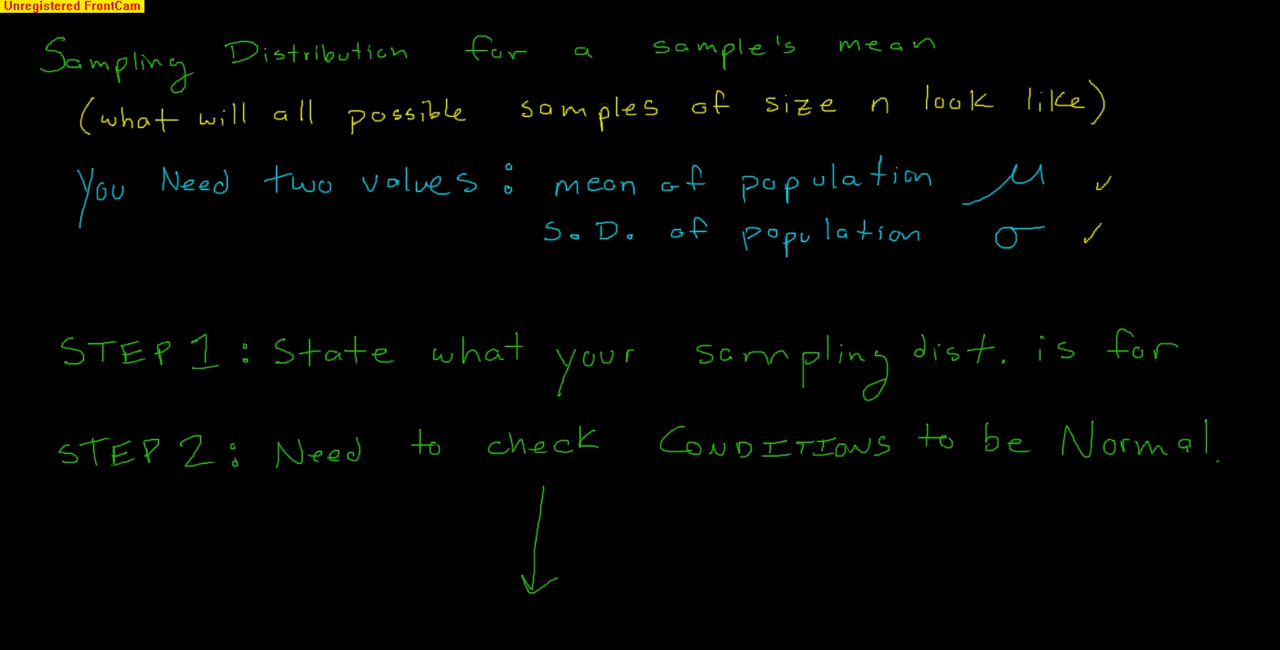 Unregistered FrontCam
Sampling Distribution for a sample's mean
(what will all possible samples of size n look like)
You Need two values: mean of population μ ✓
S.D. of population σ ✓
STEP 1: State what your sampling dist. is for
STEP 2: Need to check CONDITIONS to be Normal.